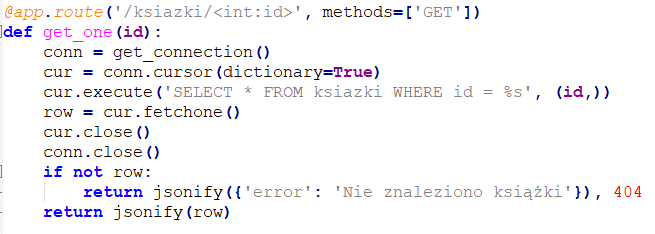 @app.route('/ksiazki/<int:id>', methods=['GET'])
def get_one(id):
    conn = get_connection()
    cur = conn.cursor(dictionary=True)
    cur.execute('SELECT * FROM ksiazki WHERE id = %s', (id,))
    row = cur.fetchone()
    cur.close()
    conn.close()
    if not row:
        return jsonify({'error': 'Nie znaleziono książki'}), 404
    return jsonify(row)